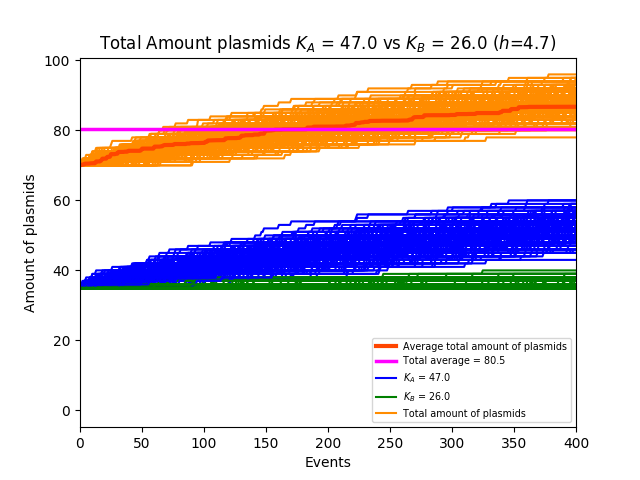 Total Amount plasmids K_A = 47.0 vs K_B = 26.0 (h=4.7)
100
80
60
40
20
0
Amount of plasmids
Average total amount of plasmids
Total average = 80.5
K_A = 47.0
K_B = 26.0
Total amount of plasmids
0 50 100 150 200 250 300 350 400
Events